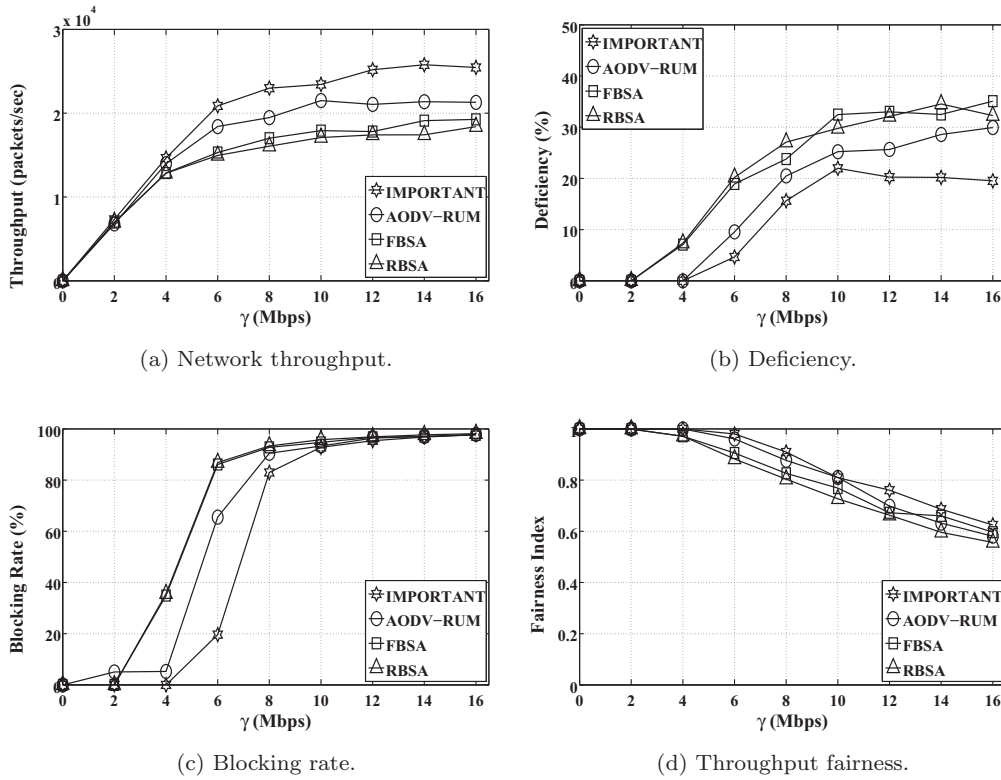 x 10⁴
3
2
1
0
Throughput (packets/sec)
0 2 4 6 8 10 12 14 16
γ (Mbps)
IMPORTANT
AODV−RUM
FBSA
RBSA
(a) Network throughput.
50
40
30
20
10
0
Deficiency (%)
0 2 4 6 8 10 12 14 16
γ (Mbps)
IMPORTANT
AODV−RUM
FBSA
RBSA
(b) Deficiency.
100
80
60
40
20
0
Blocking Rate (%)
0 2 4 6 8 10 12 14 16
γ (Mbps)
IMPORTANT
AODV−RUM
FBSA
RBSA
(c) Blocking rate.
1
0.8
0.6
0.4
0.2
0
Fairness Index
0 2 4 6 8 10 12 14 16
γ (Mbps)
IMPORTANT
AODV−RUM
FBSA
RBSA
(d) Throughput fairness.